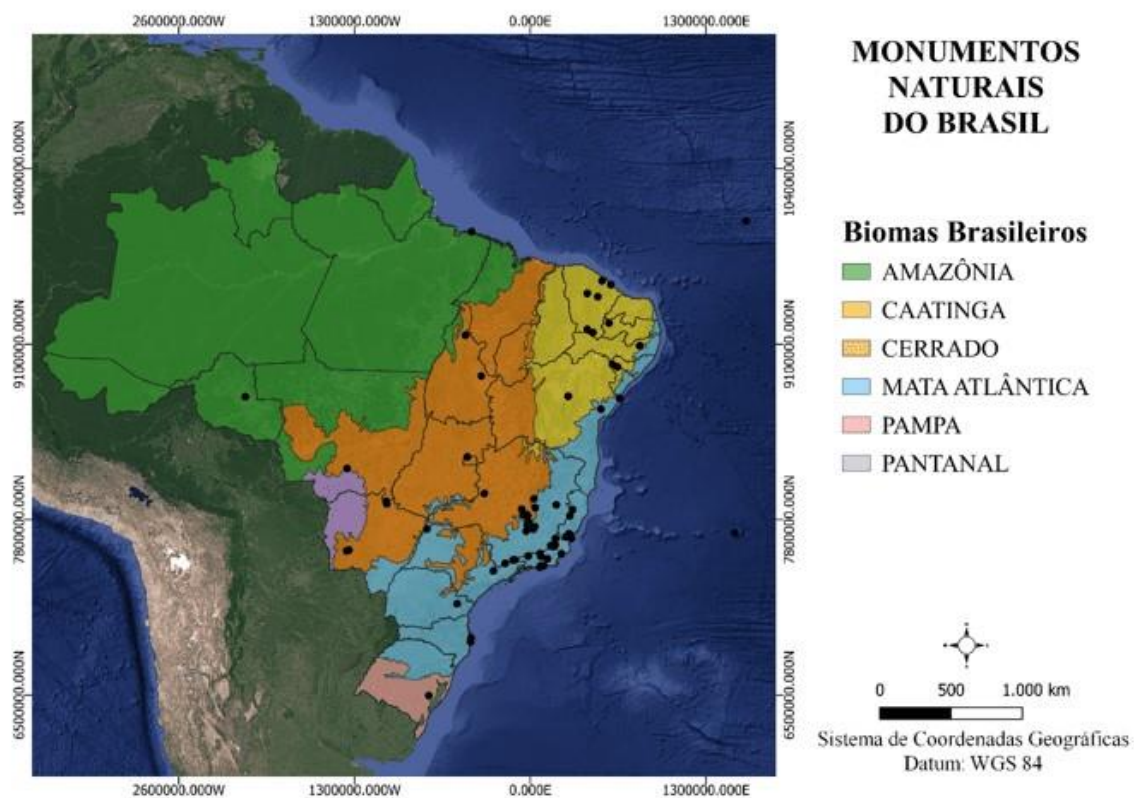 2600000.000W 1300000.000W 0.000E 1300000.000E
10400000.000N 10400000.000N
9100000.000N 9100000.000N
7800000.000N 7800000.000N
6500000.000N 6500000.000N
2600000.000W 1300000.000W 0.000E 1300000.000E
MONUMENTOS
NATURAIS
DO BRASIL
Biomas Brasileiros
AMAZÔNIA
CAATINGA
CERRADO
MATA ATLÂNTICA
PAMPA
PANTANAL
0 500 1.000 km
Sistema de Coordenadas Geográficas
Datum: WGS 84